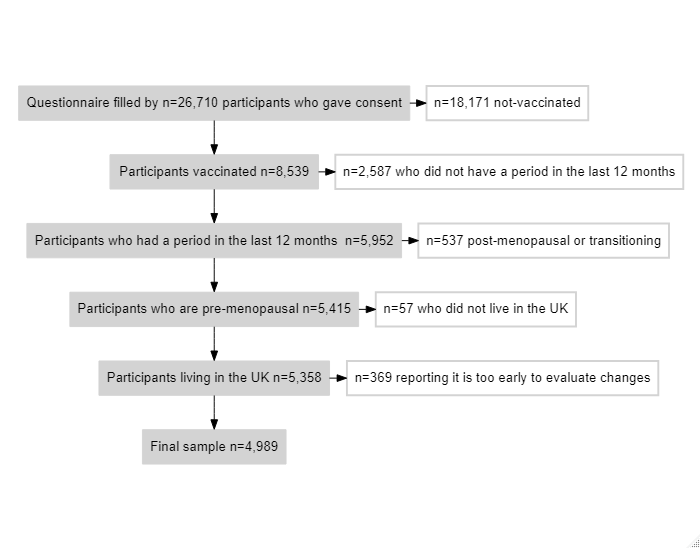 Questionnaire filled by n=26,710 participants who gave consent
n=18,171 not-vaccinated
Participants vaccinated n=8,539
n=2,587 who did not have a period in the last 12 months
Participants who had a period in the last 12 months  n=5,952
n=537 post-menopausal or transitioning
Participants who are pre-menopausal n=5,415
n=57 who did not live in the UK
Participants living in the UK n=5,358
n=369 reporting it is too early to evaluate changes
Final sample n=4,989